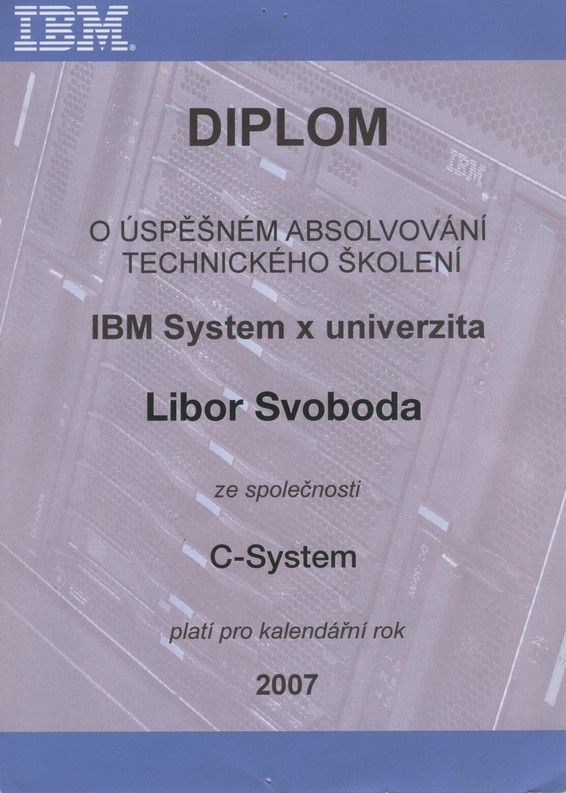 IBM®
DIPLOM
IBM
O ÚSPĚŠNÉM ABSOLVOVÁNÍ
TECHNICKÉHO ŠKOLENÍ
IBM System x univerzita
Libor Svoboda
ze společnosti
C-System
platí pro kalendářní rok
2007